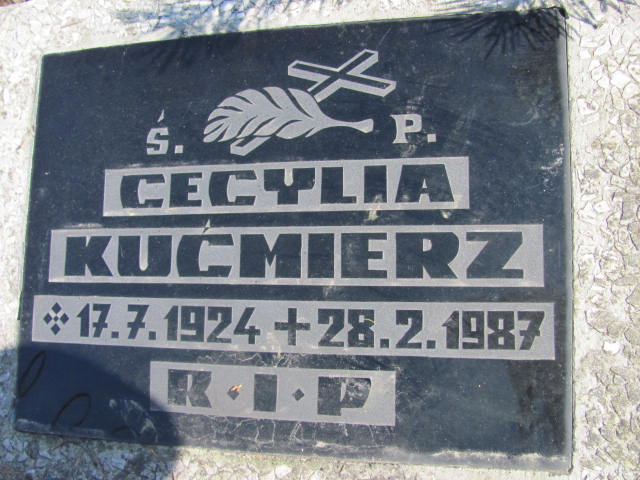 Ś. P.
CECYLIA
KUĆMIERZ
17.7.1924 + 28.2.1987
R·I·P